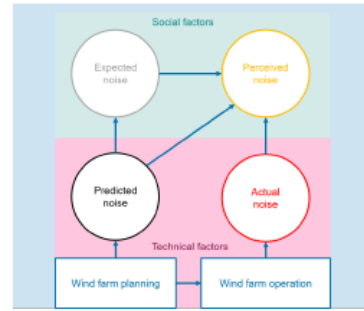 Social factors
Expected
noise
Perceived
noise
Predicted
noise
Actual
noise
Technical factors
Wind farm planning
Wind farm operation